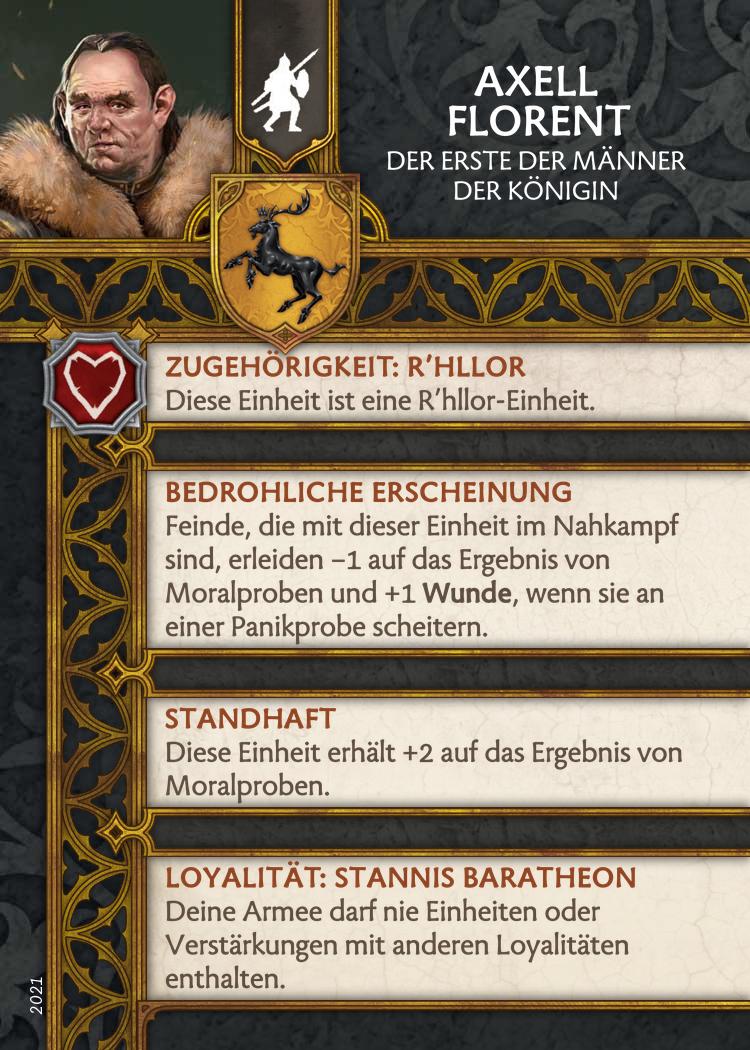 AXELL
FLORENT
DER ERSTE DER MÄNNER
DER KÖNIGIN
ZUGEHÖRIGKEIT: R'HLLOR
Diese Einheit ist eine R'hllor-Einheit.
BEDROHLICHE ERSCHEINUNG
Feinde, die mit dieser Einheit im Nahkampf
sind, erleiden −1 auf das Ergebnis von
Moralproben und +1 Wunde, wenn sie an
einer Panikprobe scheitern.
STANDHAFT
Diese Einheit erhält +2 auf das Ergebnis von
Moralproben.
LOYALITÄT: STANNIS BARATHEON
Deine Armee darf nie Einheiten oder
Verstärkungen mit anderen Loyalitäten
enthalten.
2021